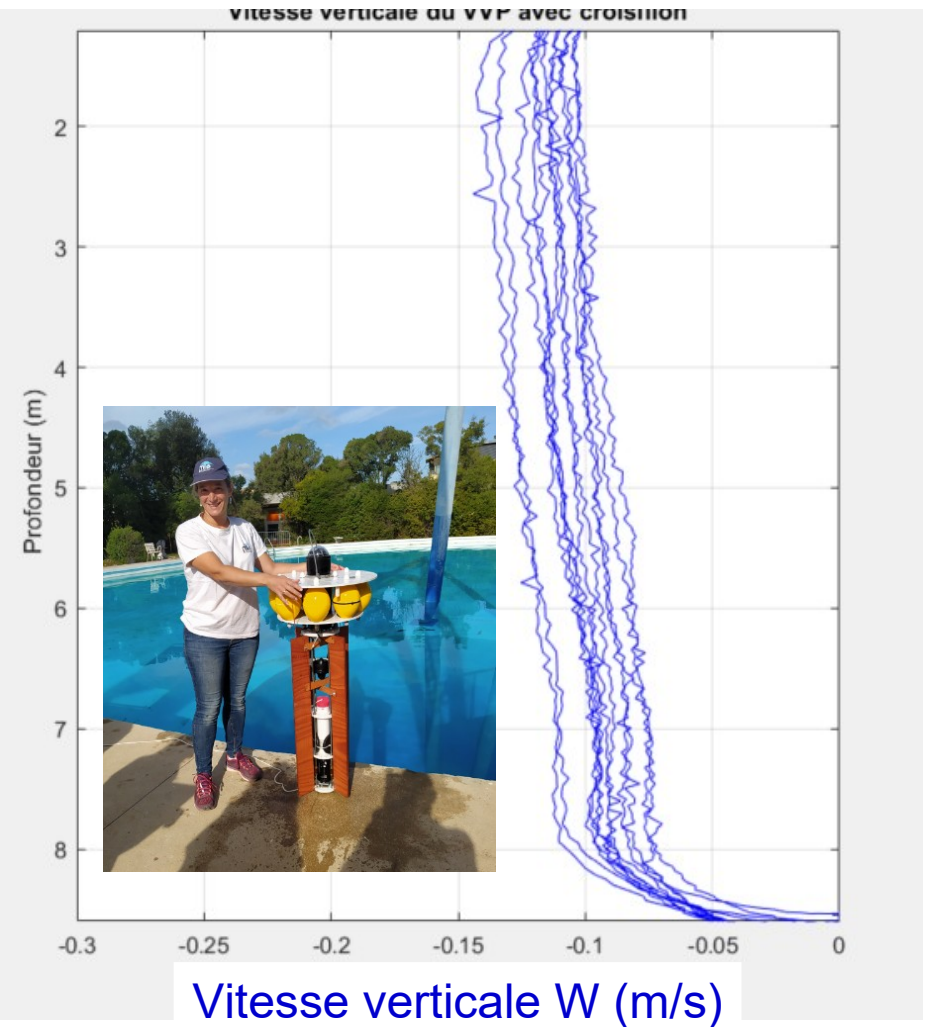 Vitesse verticale du VVP avec croisillon
2
3
4
5
6
7
8
Profondeur (m)
-0.3 -0.25 -0.2 -0.15 -0.1 -0.05 0
Vitesse verticale W (m/s)